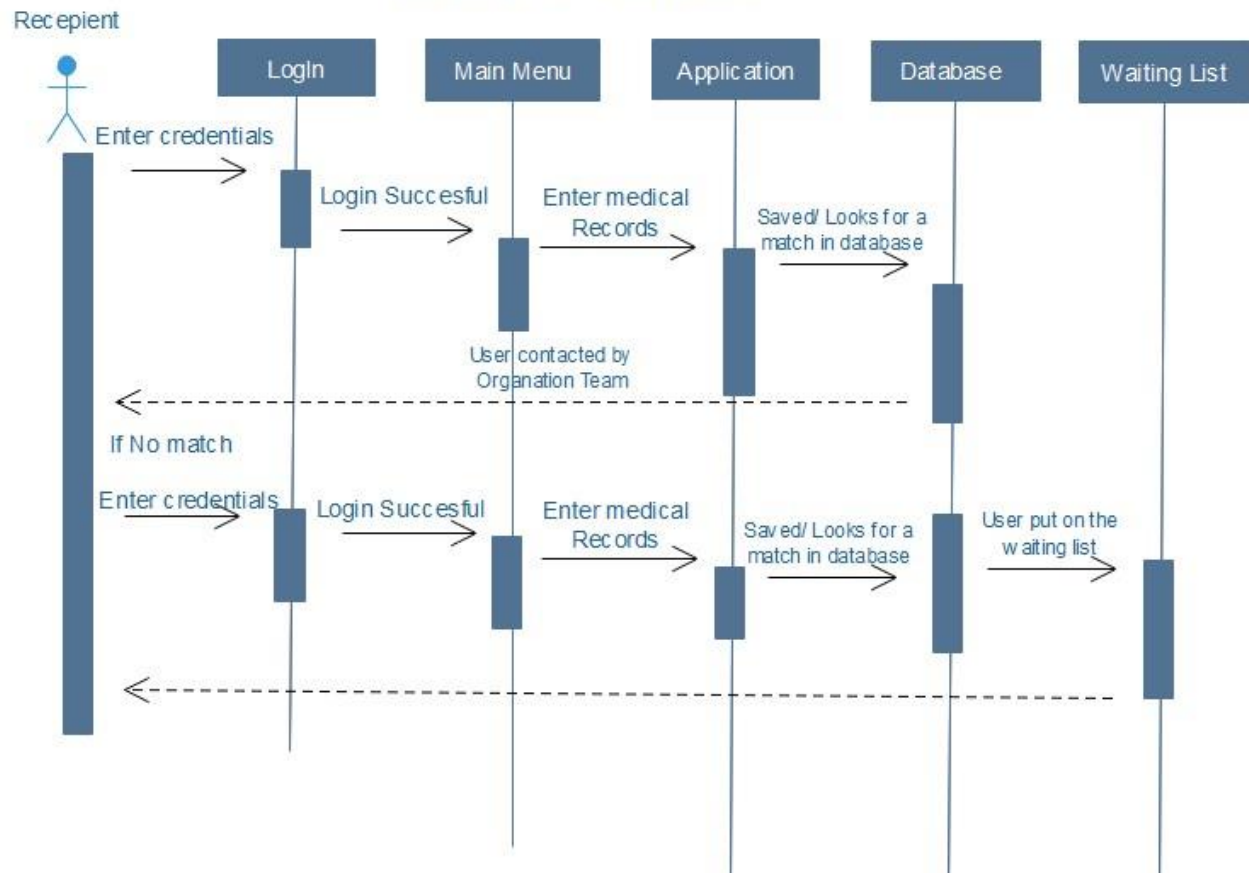 Recepient
LogIn
Main Menu
Application
Database
Waiting List
Enter credentials
Login Succesful
Enter medical
Records
Saved/ Looks for a
match in database
User contacted by
Organation Team
If No match
Enter credentials
Login Succesful
Enter medical
Records
Saved/ Looks for a
match in database
User put on the
waiting list